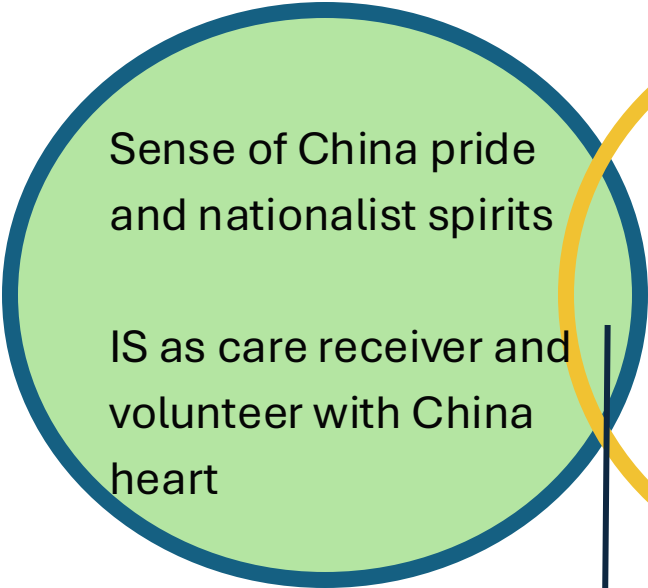 Sense of China pride
and nationalist spirits
IS as care receiver and
volunteer with China
heart